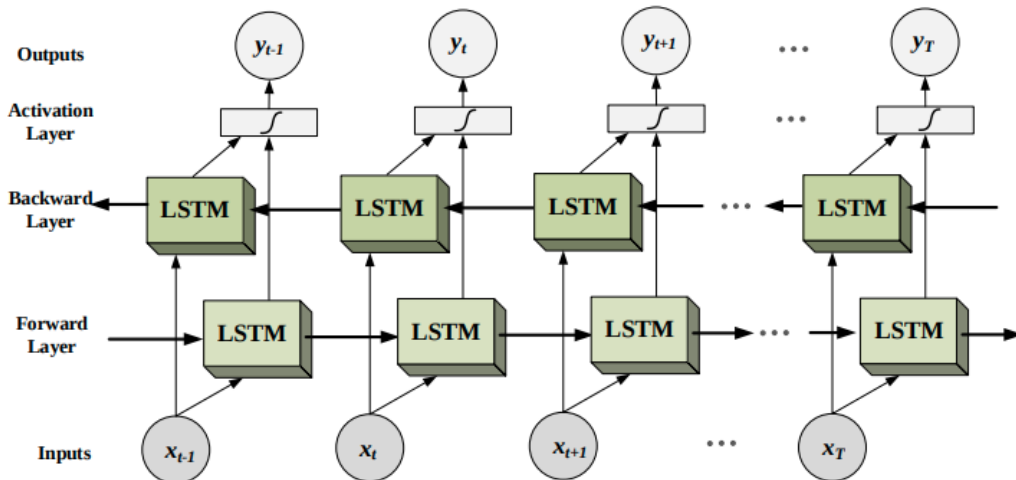 Outputs
y_{t-1} y_t y_{t+1} ... y_T
Activation
Layer
∫ ∫ ∫ ... ∫
Backward
Layer
LSTM LSTM LSTM ... LSTM
Forward
Layer
LSTM LSTM LSTM ... LSTM
Inputs
x_{t-1} x_t x_{t+1} ... x_T